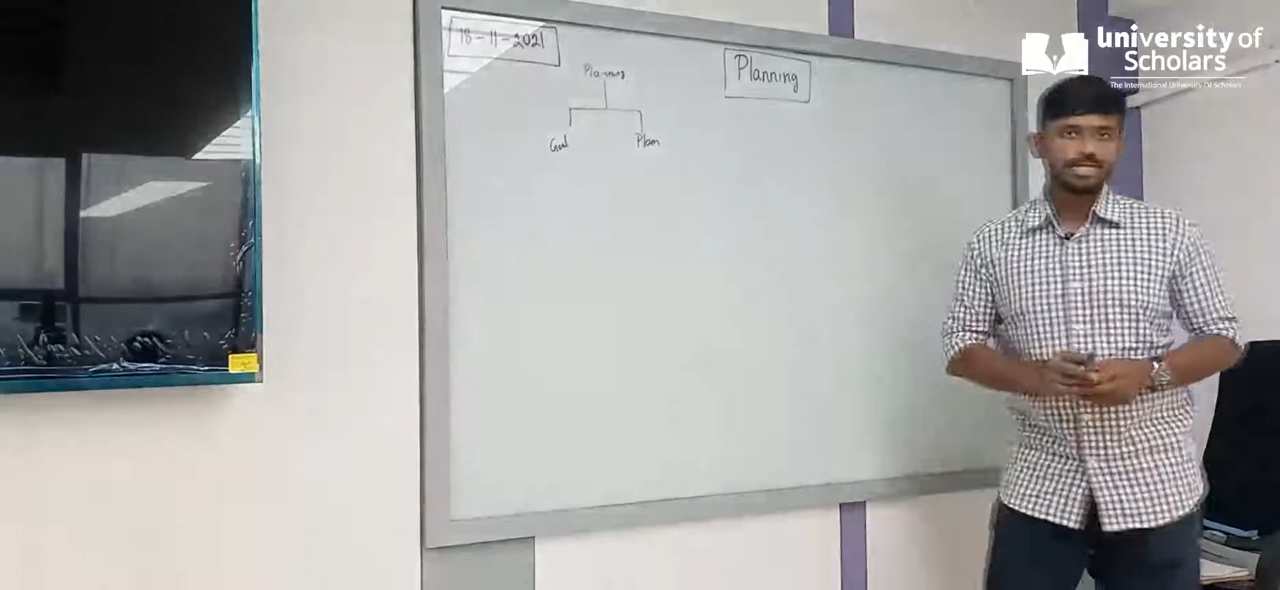 18-11-2021
Planning
Planning
Goal
Plan
University of
Scholars
The International University Of Scholars